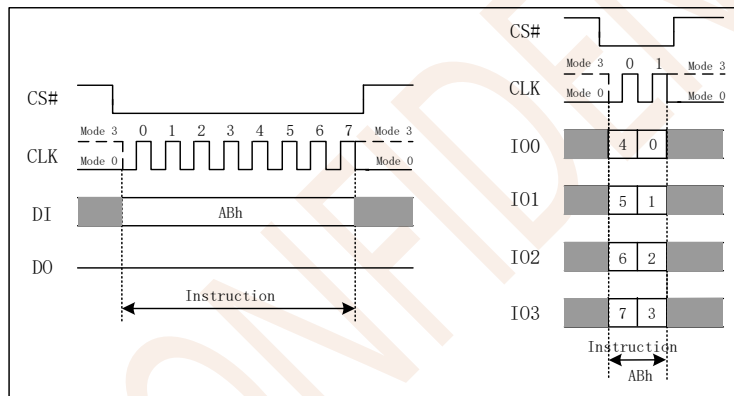 CS#
Mode 3 0 1 2 3 4 5 6 7 Mode 3
CLK
Mode 0 Mode 0
DI ABh
DO
Instruction
CS#
Mode 3 0 1 Mode 3
CLK
Mode 0 Mode 0
IO0 4 0
IO1 5 1
IO2 6 2
IO3 7 3
Instruction
ABh